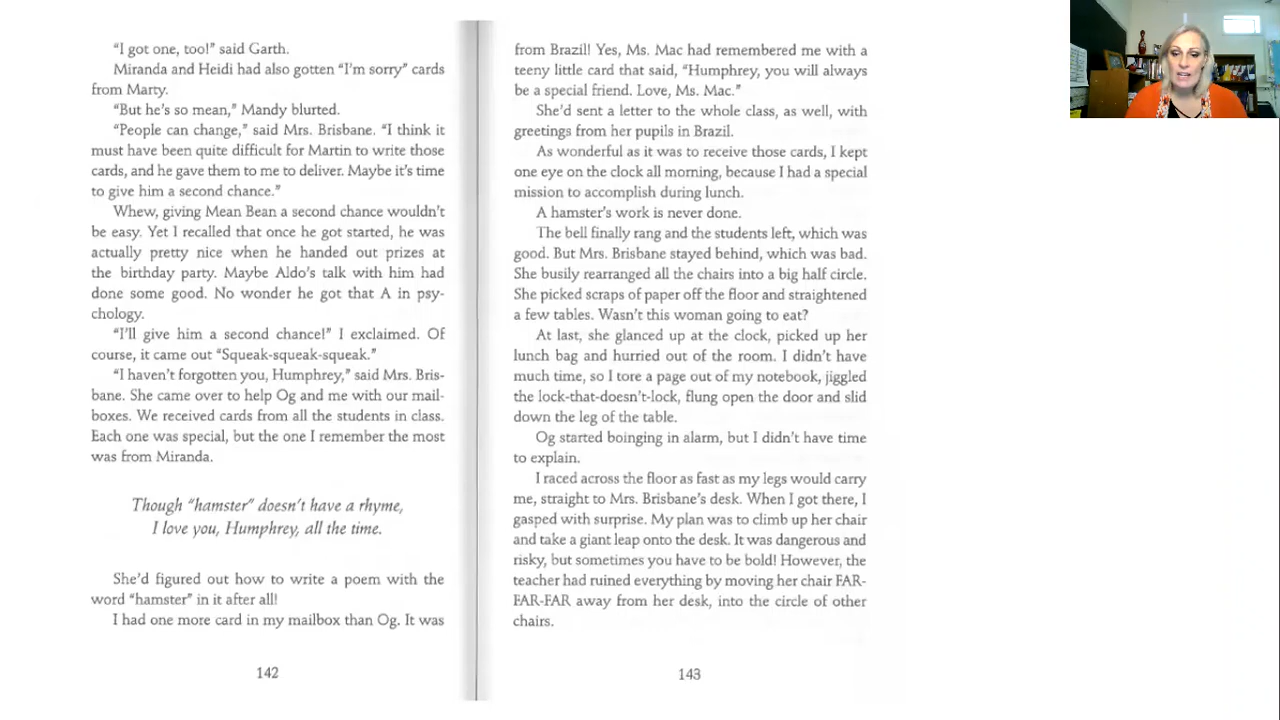 “I got one, too!” said Garth.
Miranda and Heidi had also gotten “I’m sorry” cards
from Marty.
“But he’s so mean,” Mandy blurted.
“People can change,” said Mrs. Brisbane. “I think it
must have been quite difficult for Martin to write those
cards, and he gave them to me to deliver. Maybe it’s time
to give him a second chance.”
Whew, giving Mean Bean a second chance wouldn’t
be easy. Yet I recalled that once he got started, he was
actually pretty nice when he handed out prizes at
the birthday party. Maybe Aldo’s talk with him had
done some good. No wonder he got that A in psy-
chology.
“I’ll give him a second chance!” I exclaimed. Of
course, it came out “Squeak-squeak-squeak.”
“I haven’t forgotten you, Humphrey,” said Mrs. Bris-
bane. She came over to help Og and me with our mail-
boxes. We received cards from all the students in class.
Each one was special, but the one I remember the most
was from Miranda.
Though “hamster” doesn’t have a rhyme,
I love you, Humphrey, all the time.
She’d figured out how to write a poem with the
word “hamster” in it after all!
I had one more card in my mailbox than Og. It was
142
from Brazil! Yes, Ms. Mac had remembered me with a
teeny little card that said, “Humphrey, you will always
be a special friend. Love, Ms. Mac.”
She’d sent a letter to the whole class, as well, with
greetings from her pupils in Brazil.
As wonderful as it was to receive those cards, I kept
one eye on the clock all morning, because I had a special
mission to accomplish during lunch.
A hamster’s work is never done.
The bell finally rang and the students left, which was
good. But Mrs. Brisbane stayed behind, which was bad.
She busily rearranged all the chairs into a big half circle.
She picked scraps of paper off the floor and straightened
a few tables. Wasn’t this woman going to eat?
At last, she glanced up at the clock, picked up her
lunch bag and hurried out of the room. I didn’t have
much time, so I tore a page out of my notebook, jiggled
the lock-that-doesn’t-lock, flung open the door and slid
down the leg of the table.
Og started boinging in alarm, but I didn’t have time
to explain.
I raced across the floor as fast as my legs would carry
me, straight to Mrs. Brisbane’s desk. When I got there, I
gasped with surprise. My plan was to climb up her chair
and take a giant leap onto the desk. It was dangerous and
risky, but sometimes you have to be bold! However, the
teacher had ruined everything by moving her chair FAR-
FAR-FAR away from her desk, into the circle of other
chairs.
143